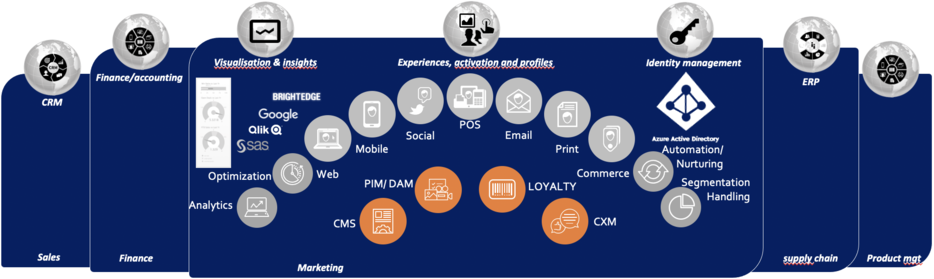 Visualisation & insights
Experiences, activation and profiles
Identity management
Finance/accounting
CRM
ERP
BRIGHTEDGE
Google
Qlik
sas
Social
POS
Email
Mobile
Print
Web
Commerce
Optimization
Analytics
Azure Active Directory
Automation/
Nurturing
Segmentation
Handling
PIM/ DAM
LOYALTY
CMS
CXM
Sales
Finance
Marketing
supply chain
Product mgt